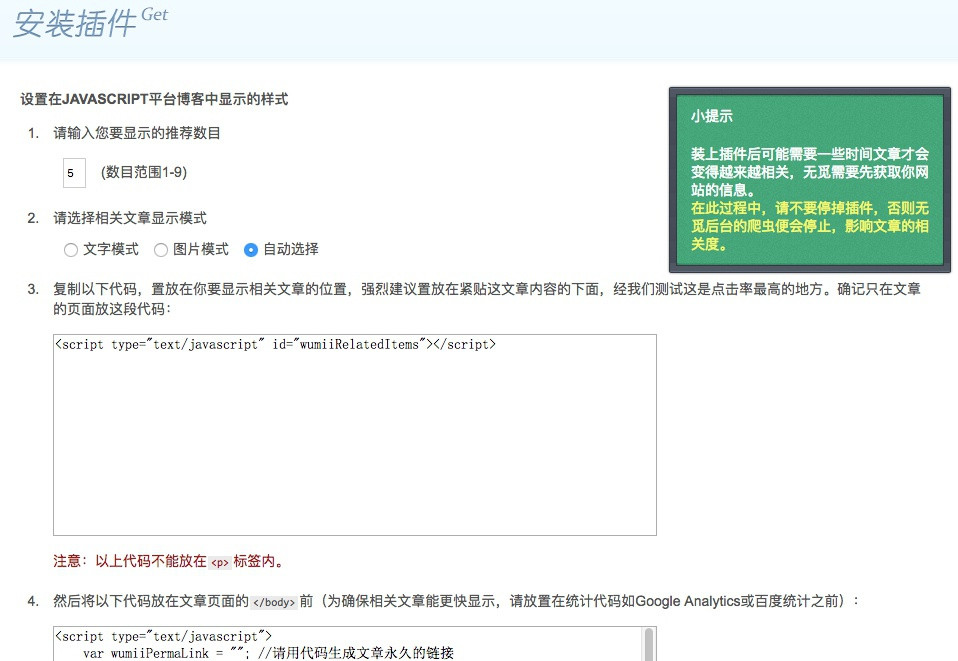 安装插件 Get
设置在JAVASCRIPT平台博客中显示的样式
1. 请输入您要显示的推荐数目
5 (数目范围1-9)
2. 请选择相关文章显示模式
文字模式 图片模式 自动选择
小提示
装上插件后可能需要一些时间文章才会
变得越来越相关，无觅需要先获取你网
站的信息。
在此过程中，请不要停掉插件，否则无
觅后台的爬虫便会停止，影响文章的相
关度。
3. 复制以下代码，置放在你要显示相关文章的位置，强烈建议置放在紧贴这文章内容的下面，经我们测试这是点击率最高的地方。确记只在文章
的页面放这段代码：
<script type="text/javascript" id="wumiiRelatedItems"></script>
注意：以上代码不能放在 <p> 标签内。
4. 然后将以下代码放在文章页面的 </body> 前（为确保相关文章能更快显示，请放置在统计代码如Google Analytics或百度统计之前）：
<script type="text/javascript">
var wumiiPermaLink = ""; //请用代码生成文章永久的链接